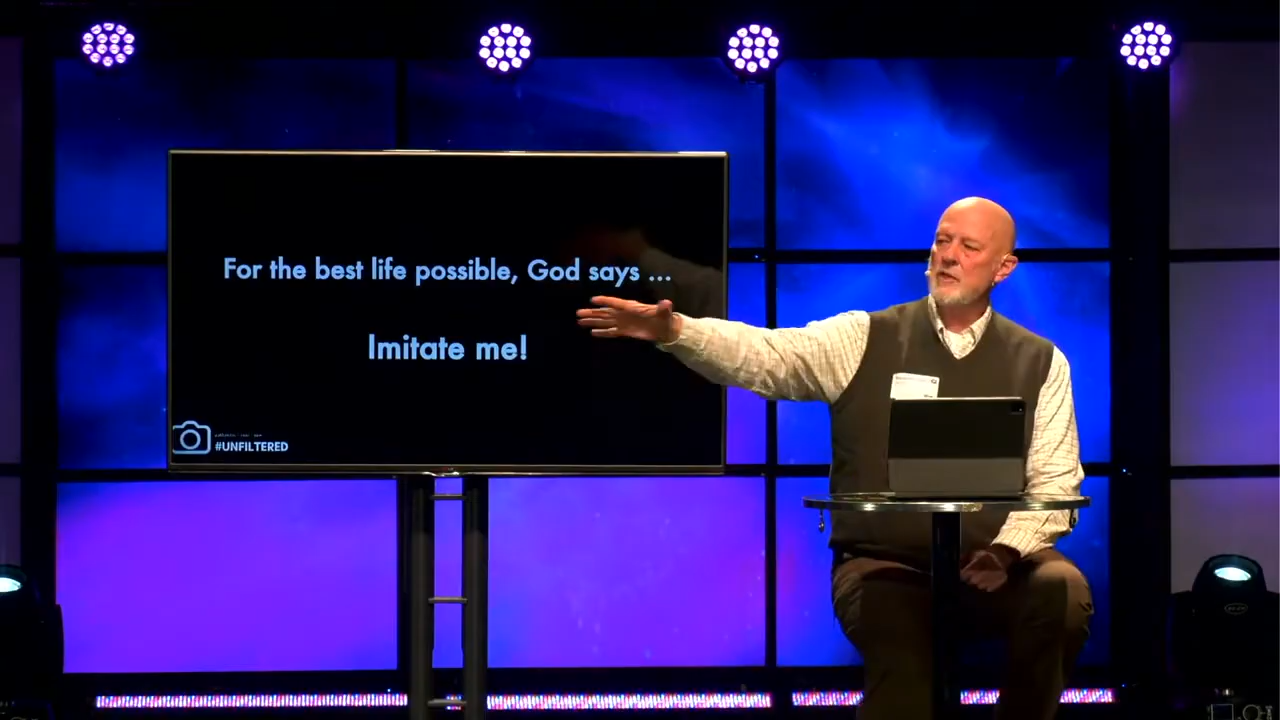 For the best life possible, God says ...
Imitate me!
#UNFILTERED